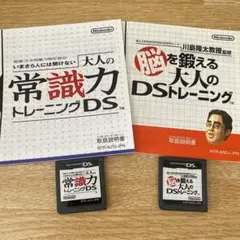 Nintendo
いまさら人には聞けない
大人の
常識力
トレーニングDS
取扱説明書
Nintendo
川島隆太教授監修
脳を鍛える
大人の
DSトレーニング
取扱説明書
NINTENDO DS
大人の
常識力
トレーニングDS
NINTENDO DS
脳を鍛える
大人の
DSトレーニング